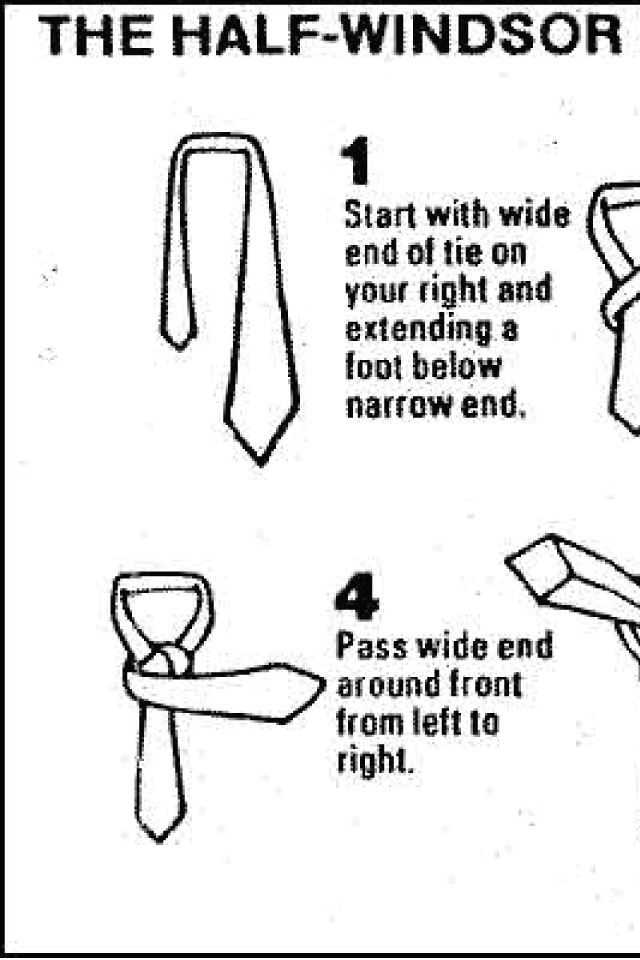 THE HALF-WINDSOR
1
Start with wide
end of tie on
your right and
extending a
foot below
narrow end.
4
Pass wide end
around front
from left to
right.